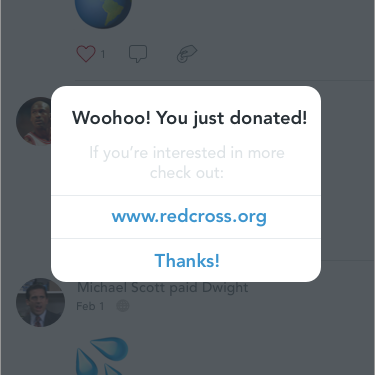 1
Woohoo! You just donated!
If you're interested in more
check out:
www.redcross.org
Thanks!
Michael Scott paid Dwight
Feb 1